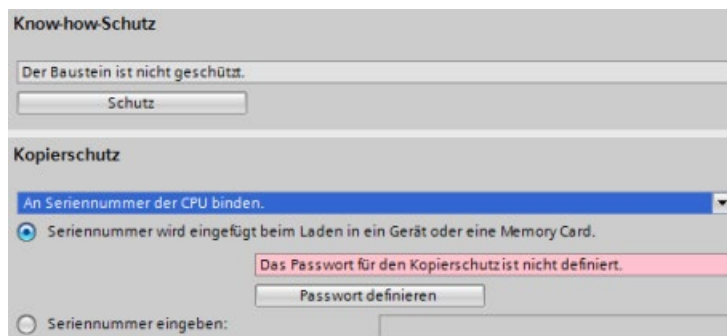 Know-how-Schutz
Der Baustein ist nicht geschützt.
Schutz
Kopierschutz
An Seriennummer der CPU binden.
Seriennummer wird eingefügt beim Laden in ein Gerät oder eine Memory Card.
Das Passwort für den Kopierschutz ist nicht definiert.
Passwort definieren
Seriennummer eingeben: